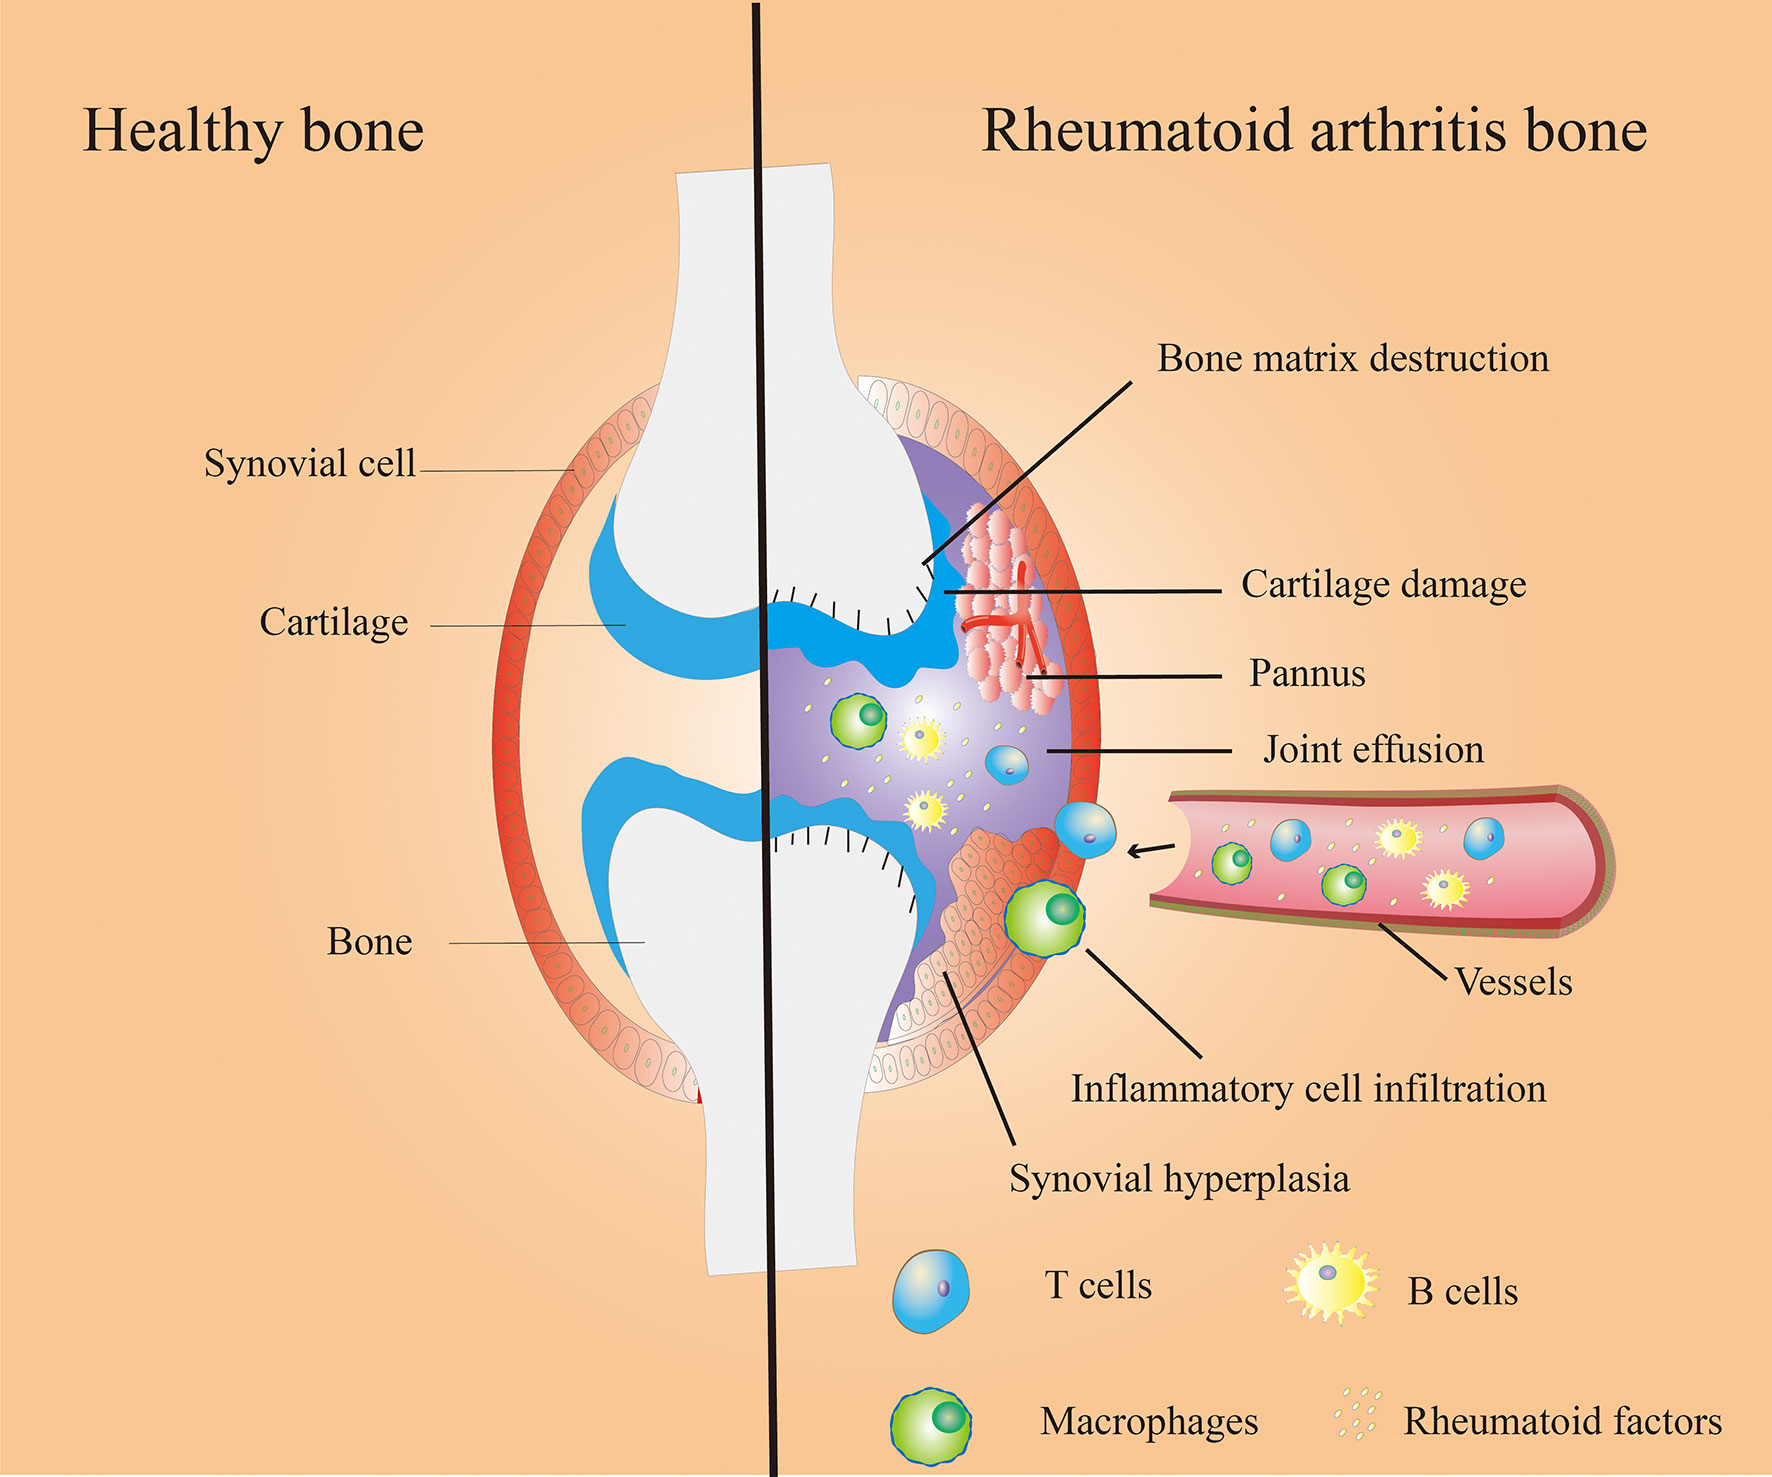 Healthy bone
Rheumatoid arthritis bone
Bone matrix destruction
Synovial cell
Cartilage damage
Cartilage
Pannus
Joint effusion
Bone
Vessels
Inflammatory cell infiltration
Synovial hyperplasia
T cells
B cells
Macrophages
Rheumatoid factors